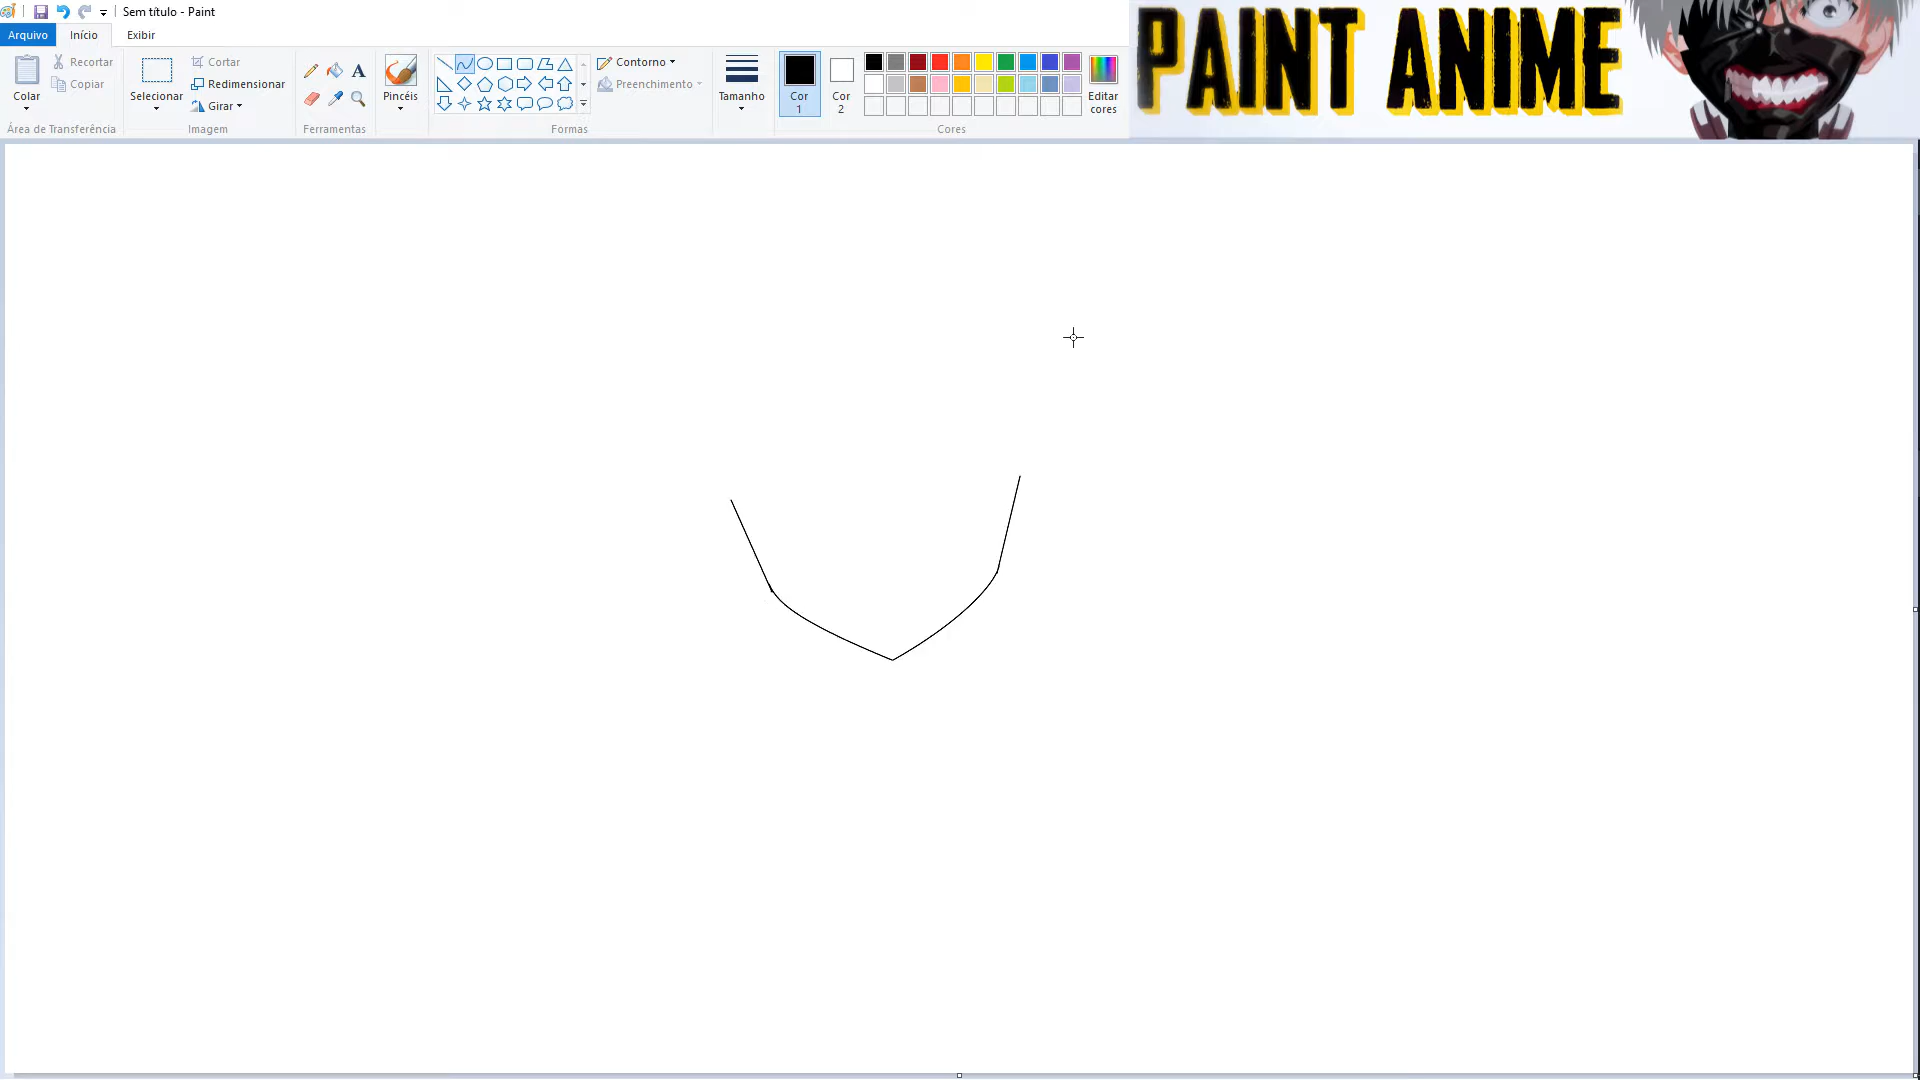 Sem título - Paint
Arquivo
Início
Exibir
PAINT ANIME
Colar
Recortar
Copiar
Área de Transferência
Selecionar
Cortar
Redimensionar
Girar
Imagem
A
Ferramentas
Pincéis
Contorno
Preenchimento
Formas
Tamanho
Cor
1
Cor
2
Cores
Editar
cores